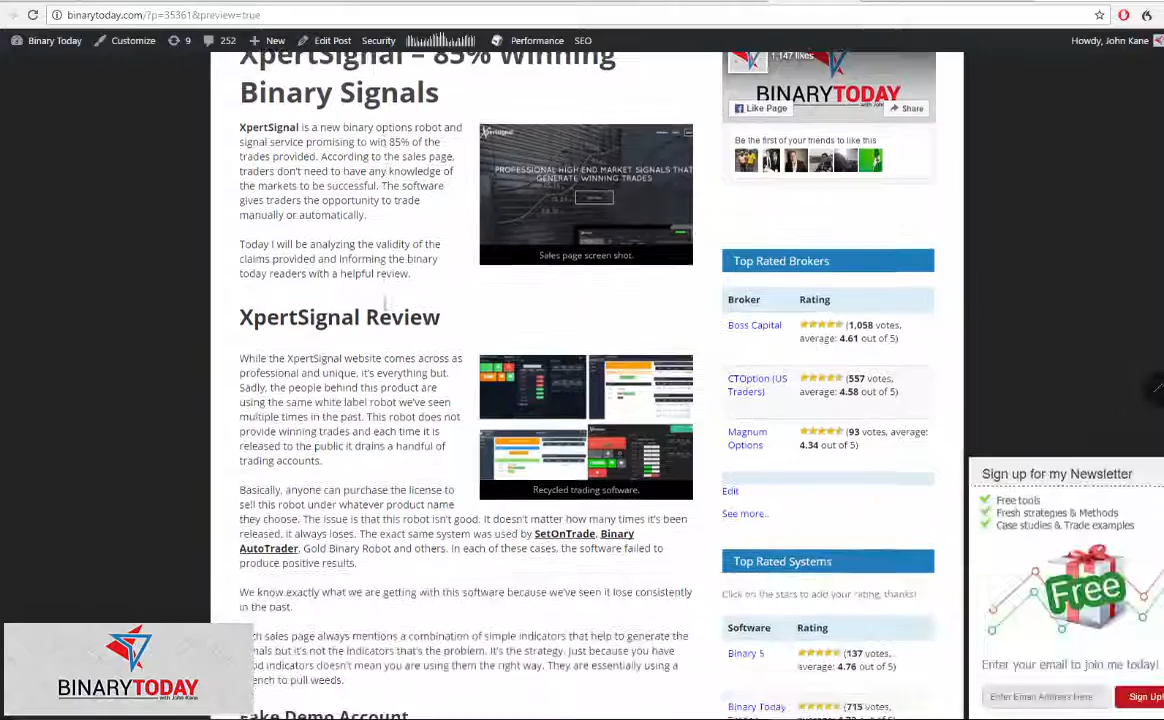 binarytoday.com/?p=35361&preview=true
Binary Today Customize 9 252 New Edit Post Security Performance SEO Howdy, John Kane
XpertSignal – 85% Winning
Binary Signals
XpertSignal is a new binary options robot and
signal service promising to win 85% of the
trades provided. According to the sales page,
traders don't need to have any knowledge of
the markets to be successful. The software
gives traders the opportunity to trade
manually or automatically.
Today I will be analyzing the validity of the
claims provided and informing the binary
today readers with a helpful review.
PROFESSIONAL HIGH END MARKET SIGNALS THAT
GENERATE WINNING TRADES
Sales page screen shot.
XpertSignal Review
While the XpertSignal website comes across as
professional and unique, it's everything but.
Sadly, the people behind this product are
using the same white label robot we've seen
multiple times in the past. This robot does not
provide winning trades and each time it is
released to the public it drains a handful of
trading accounts.
Recycled trading software.
Basically, anyone can purchase the license to
sell this robot under whatever product name
they choose. The issue is that this robot isn't good. It doesn't matter how many times it's been
released, it always loses. The exact same system was used by SetOnTrade, Binary
AutoTrader, Gold Binary Robot and others. In each of these cases, the software failed to
produce positive results.
We know exactly what we are getting with this software because we've seen it lose consistently
in the past.
sales page always mentions a combination of simple indicators that help to generate the
but it's not the indicators that's the problem. It's the strategy. Just because you have
indicators doesn't mean you are using them the right way. They are essentially using a
to pull weeds.
Fake Demo Account
1,147 likes
BINARYTODAY
Like Page Share
Be the first of your friends to like this
Top Rated Brokers
Broker Rating
Boss Capital (1,058 votes,
average: 4.61 out of 5)
CTOption (US (557 votes,
Traders) average: 4.58 out of 5)
Magnum (93 votes, average:
Options 4.34 out of 5)
Edit
See more..
Top Rated Systems
Click on the stars to add your rating, thanks!
Software Rating
Binary 5 (137 votes,
average: 4.76 out of 5)
Binary Today (715 votes,
Sign up for my Newsletter
Free tools
Fresh strategies & Methods
Case studies & Trade examples
Free
Enter your email to join me today!
Enter Email Address Here Sign Up!
BINARYTODAY
with John Kane